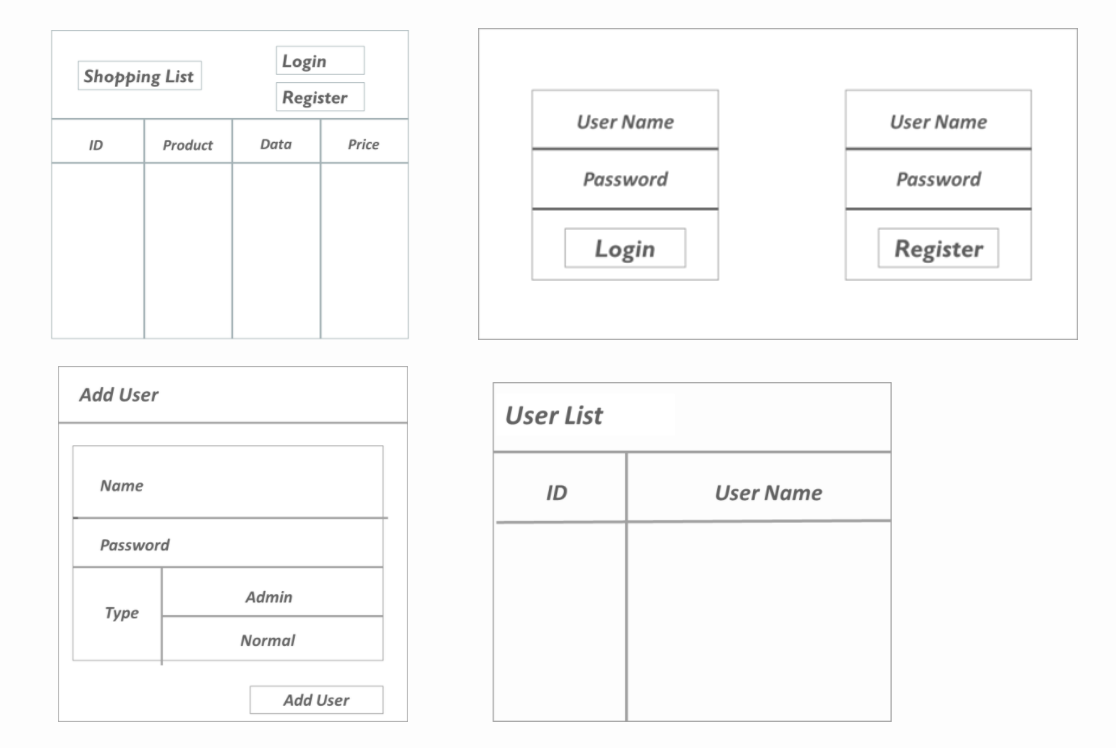 Shopping List
Login
Register
ID Product Data Price
User Name
Password
Login
User Name
Password
Register
Add User
Name
Password
Type
Admin
Normal
Add User
User List
ID User Name